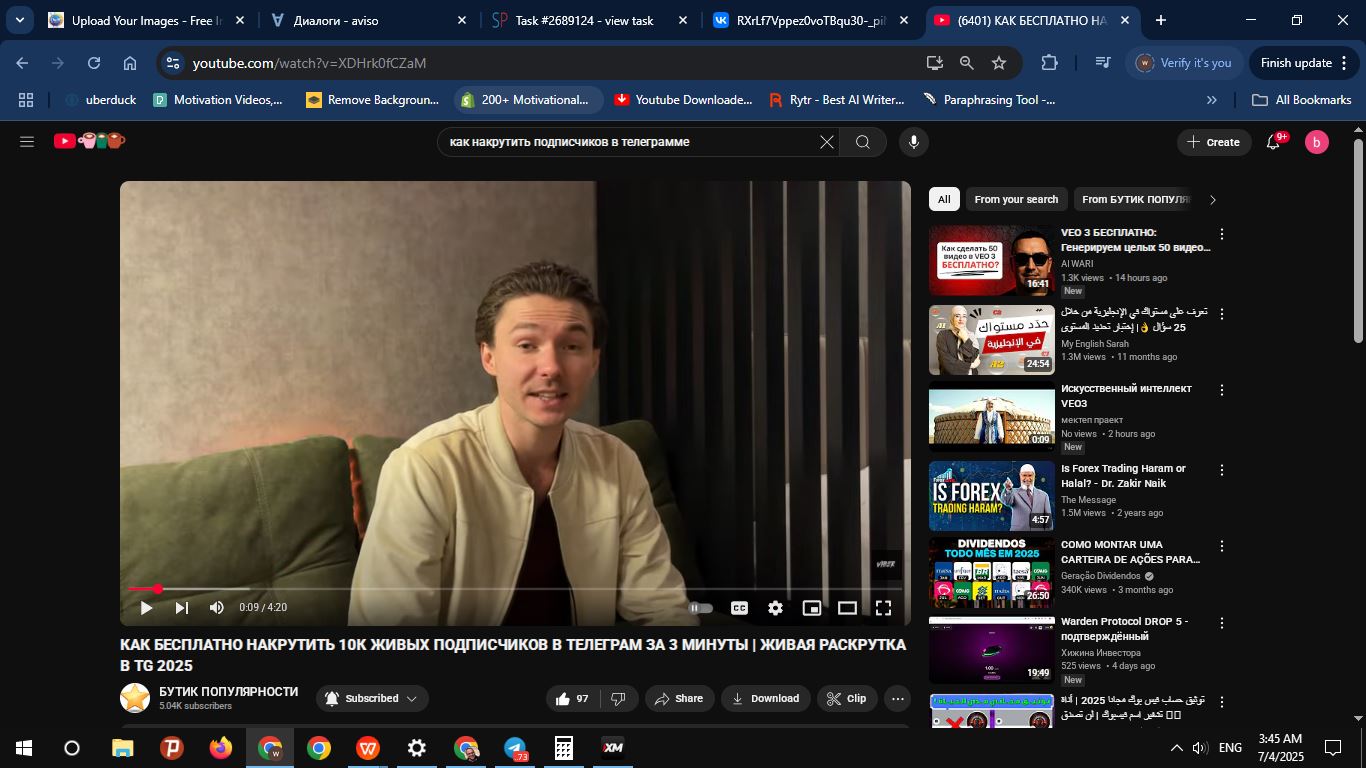 Upload Your Images - Free Im
Диалоги - aviso
Task #2689124 - view task
RXrLf7Vppez0voTBqu30-_pil
(6401) КАК БЕСПЛАТНО НА
youtube.com/watch?v=XDHrk0fCZaM
Verify it's you
Finish update
uberduck
Motivation Videos,...
Remove Backgroun...
200+ Motivational...
Youtube Downloade...
Rytr - Best AI Writer...
Paraphrasing Tool -...
All Bookmarks
как накрутить подписчиков в телеграмме
Create
9+
b
All
From your search
From БУТИК ПОПУЛЯ
VEO 3 БЕСПЛАТНО:
Генерируем целых 50 видео...
AI WARI
1.3K views • 14 hours ago
New
Как сделать 50
видео в VEO 3
БЕСПЛАТНО?
16:41
تعرف على مستواك في الإنجليزية من خلال
25 سؤال 👌| إختبار تحديد المستوى
My English Sarah
1.3M views • 11 months ago
حدّد مستواك
في الإنجليزية
24:54
Искусственный интеллект
VEO3
мектеп праект
No views • 2 hours ago
New
0:09
Is Forex Trading Haram or
Halal? - Dr. Zakir Naik
The Message
1.5M views • 2 years ago
IS FOREX
TRADING HARAM?
4:57
COMO MONTAR UMA
CARTEIRA DE AÇÕES PARA...
Geração Dividendos
340K views • 3 months ago
DIVIDENDOS
TODO MÊS EM 2025
26:50
Warden Protocol DROP 5 -
подтверждённый
Хижина Инвестора
525 views • 4 days ago
New
19:49
توثيق حساب فيس بوك مجانا 2025 | أداة
تشفير اسم فيسبوك | لن تصدق
VIBER
0:09 / 4:20
CC
КАК БЕСПЛАТНО НАКРУТИТЬ 10К ЖИВЫХ ПОДПИСЧИКОВ В ТЕЛЕГРАМ ЗА 3 МИНУТЫ | ЖИВАЯ РАСКРУТКА
В TG 2025
БУТИК ПОПУЛЯРНОСТИ
5.04K subscribers
Subscribed
97
Share
Download
Clip
73
XM
ENG
3:45 AM
7/4/2025